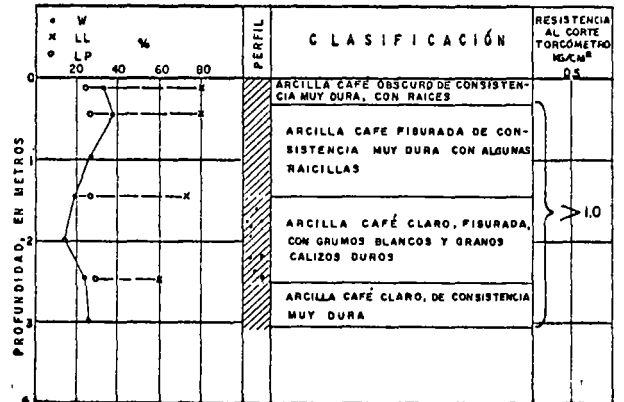 • W
x LL
o LP
%
20 40 60 80
PERFIL
CLASIFICACIÓN
RESISTENCIA
AL CORTE
TORCÓMETRO
KG/CM²
0.5
PROFUNDIDAD, EN METROS
0
1
2
3
ARCILLA CAFÉ OBSCURO DE CONSISTEN-
CIA MUY DURA, CON RAICES
ARCILLA CAFE FISURADA DE CON-
SISTENCIA MUY DURA CON ALGUNAS
RAICILLAS
ARCILLA CAFÉ CLARO, FISURADA,
CON GRUMOS BLANCOS Y GRANOS
CALIZOS DUROS
ARCILLA CAFÉ CLARO, DE CONSISTENCIA
MUY DURA
> 1.0